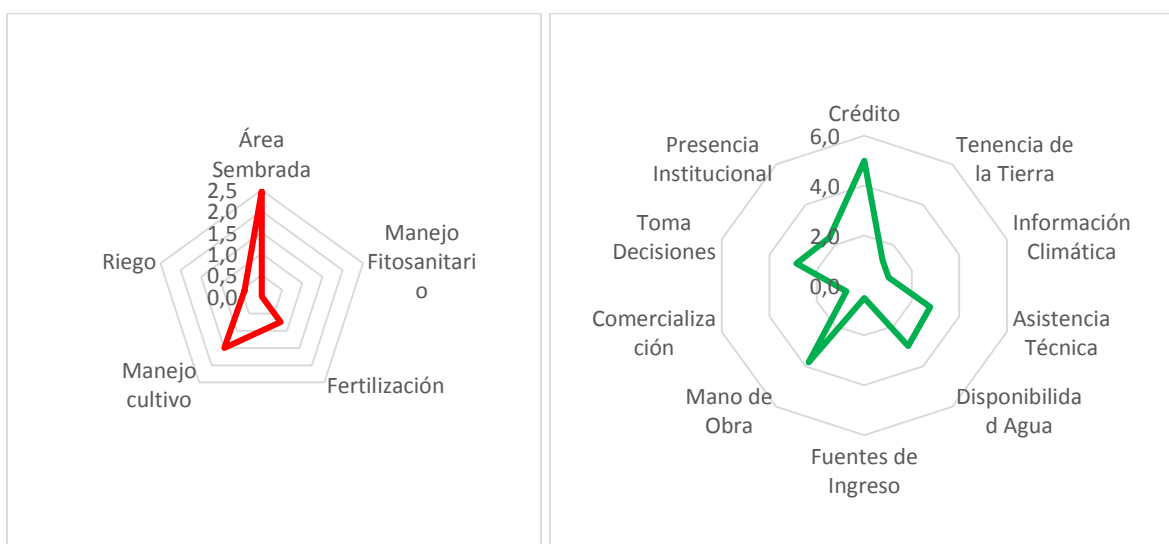 Área
Sembrada
2,5
2,0
1,5
1,0
0,5
0,0
Manejo
Fitosanitari
o
Fertilización
Manejo
cultivo
Riego
Crédito
6,0
4,0
2,0
0,0
Tenencia de
la Tierra
Información
Climática
Asistencia
Técnica
Disponibilida
d Agua
Fuentes de
Ingreso
Mano de
Obra
Comercializa
ción
Toma
Decisiones
Presencia
Institucional